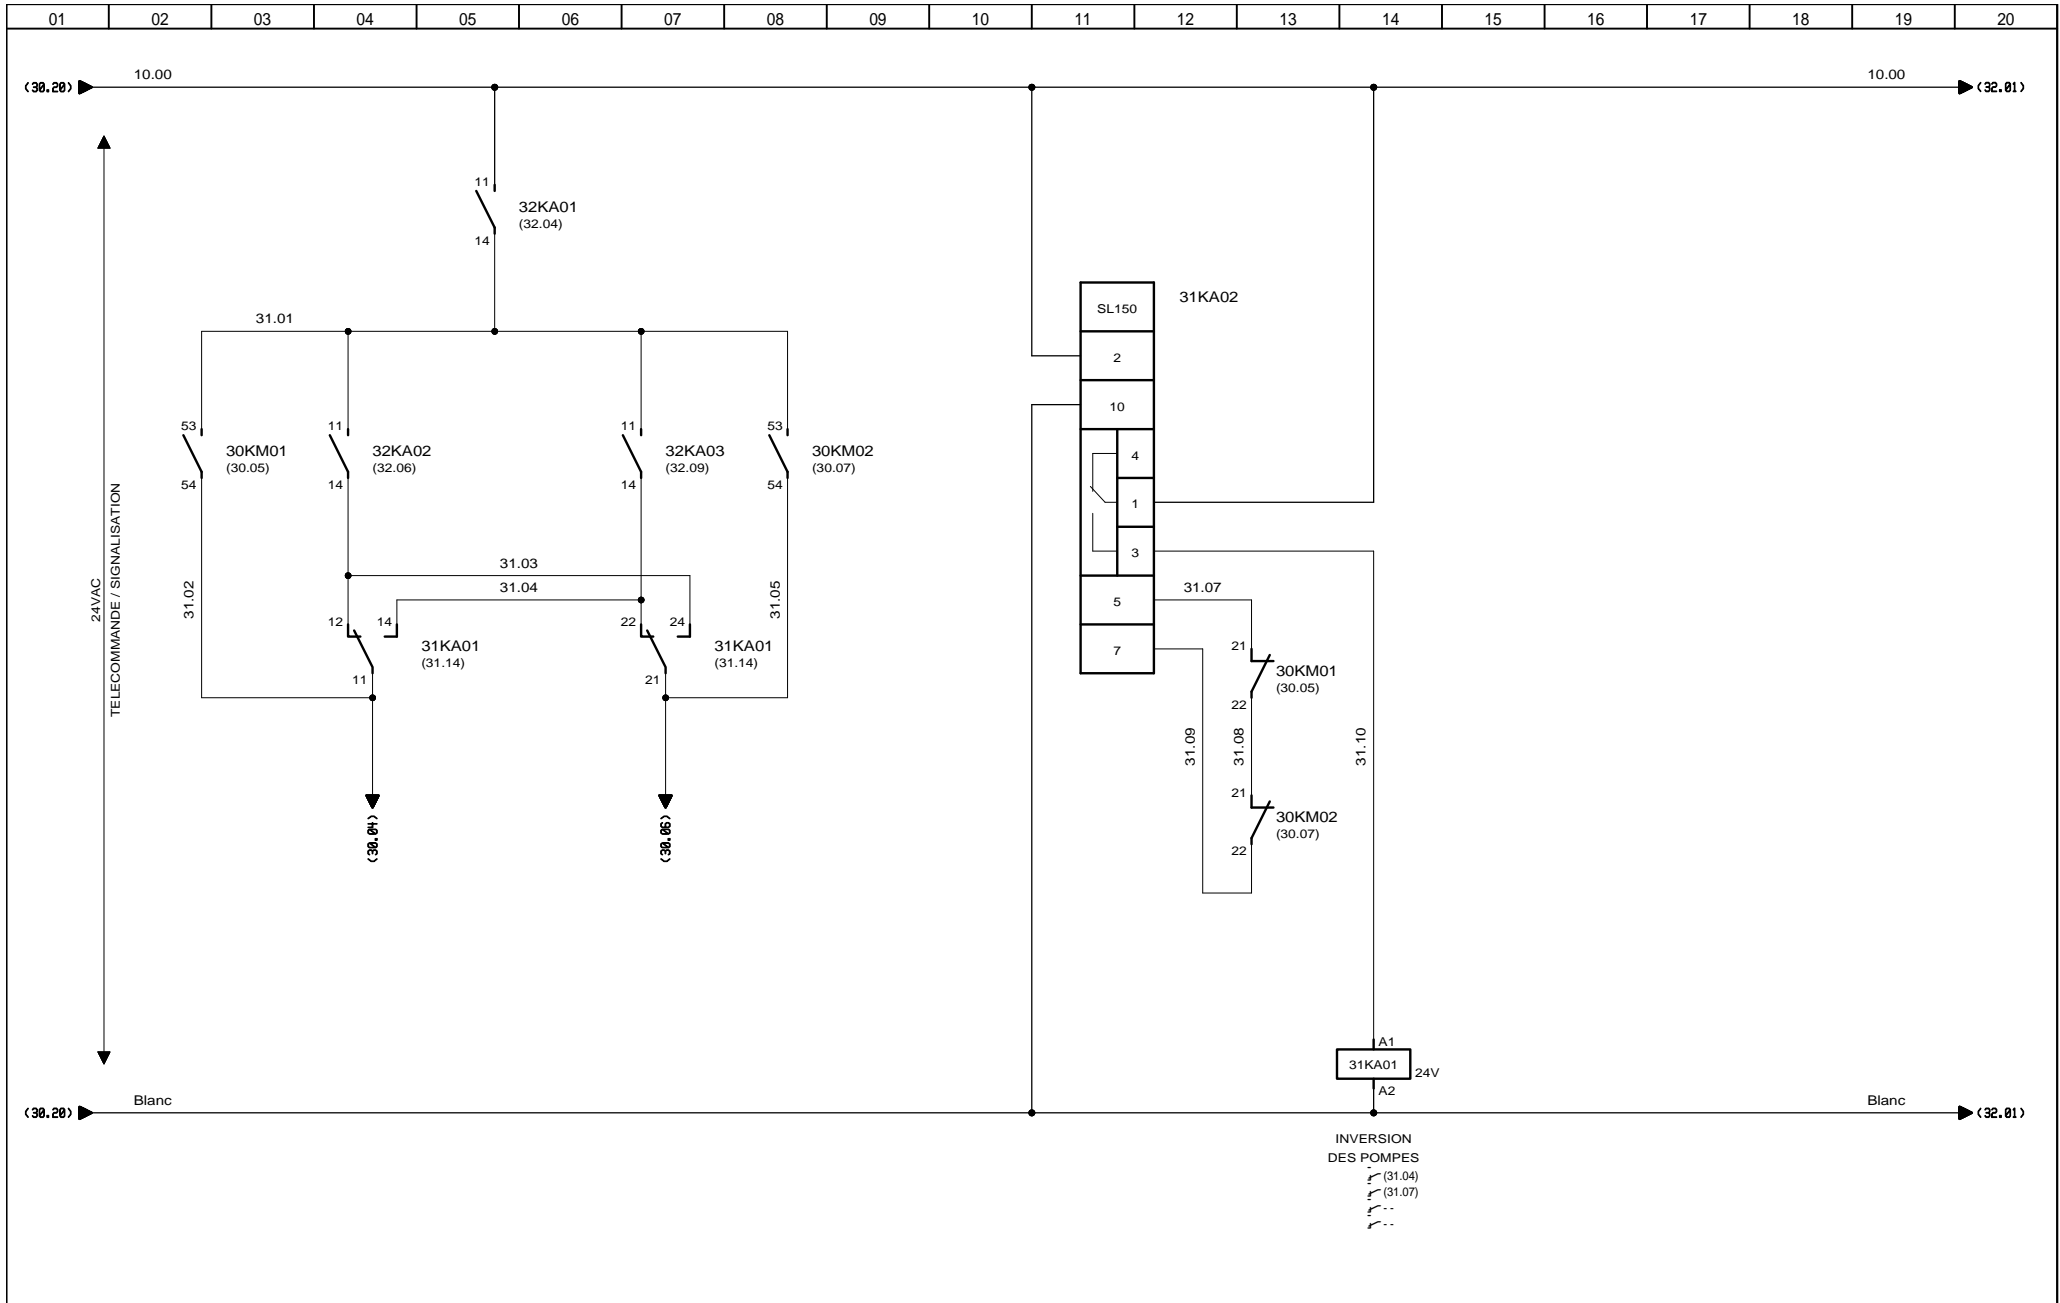 01 02 03 04 05 06 07 08 09 10 11 12 13 14 15 16 17 18 19 20
10.00 10.00
(30.20) (32.01)
11
32KA01
(32.04)
14
31KA02
SL150
31.01
2
10
53 11 11 53
30KM01 32KA02 32KA03 30KM02
(30.05) (32.06) (32.09) (30.07)
54 14 14 54
4
1
3
24VAC
TELECOMMANDE / SIGNALISATION
31.02
31.03
31.04
31.05
5 31.07
12 14 22 24
31KA01 31KA01
(31.14) (31.14)
11 21
7
21
30KM01
(30.05)
22
31.09 31.08 31.10
21
30KM02
(30.07)
22
(30.04) (30.06)
A1
31KA01 24V
A2
Blanc Blanc
(30.20) (32.01)
INVERSION
DES POMPES
(31.04)
(31.07)
--
--